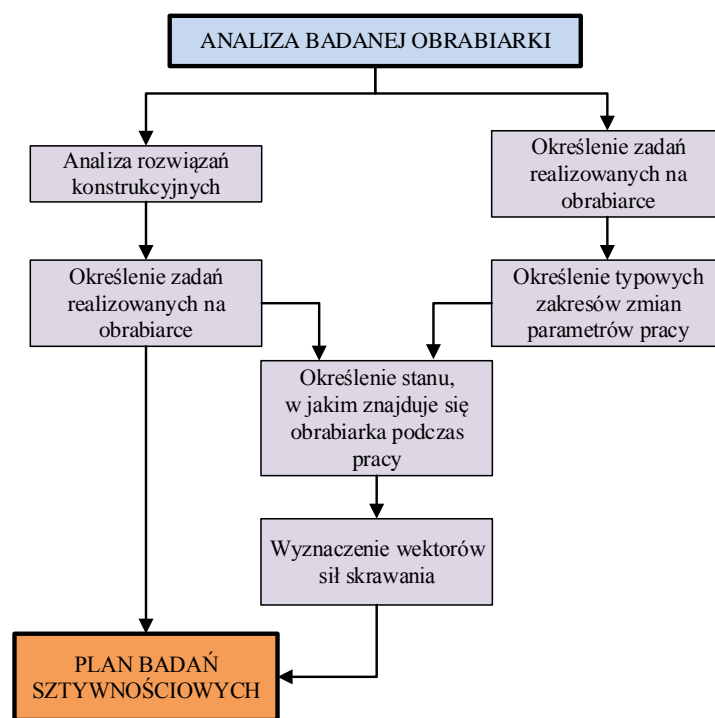 ANALIZA BADANEJ OBRABIARKI
Analiza rozwiązań
konstrukcyjnych
Określenie zadań
realizowanych na
obrabiarce
Określenie zadań
realizowanych na
obrabiarce
Określenie typowych
zakresów zmian
parametrów pracy
Określenie stanu,
w jakim znajduje się
obrabiarka podczas
pracy
Wyznaczenie wektorów
sił skrawania
PLAN BADAŃ
SZTYWNOŚCIOWYCH